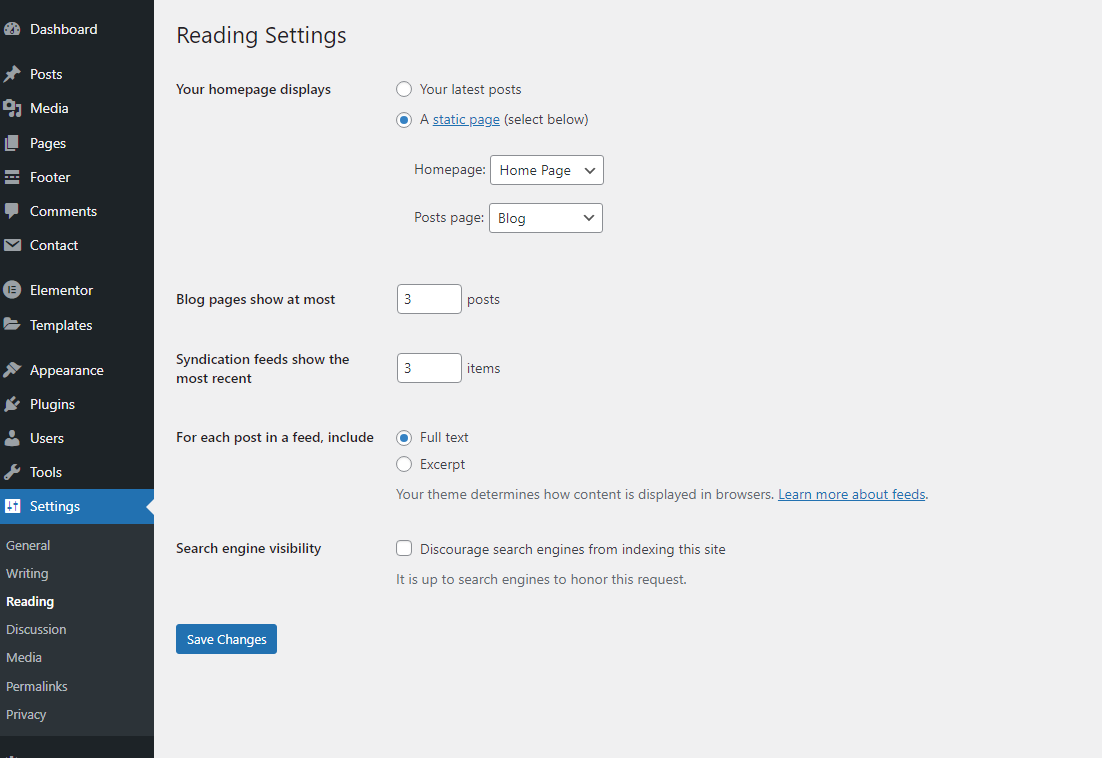 Dashboard
Posts
Media
Pages
Footer
Comments
Contact
Elementor
Templates
Appearance
Plugins
Users
Tools
Settings
General
Writing
Reading
Discussion
Media
Permalinks
Privacy
Reading Settings
Your homepage displays
Your latest posts
A static page (select below)
Homepage: Home Page
Posts page: Blog
Blog pages show at most 3 posts
Syndication feeds show the
most recent
3 items
For each post in a feed, include
Full text
Excerpt
Your theme determines how content is displayed in browsers. Learn more about feeds.
Search engine visibility
Discourage search engines from indexing this site
It is up to search engines to honor this request.
Save Changes